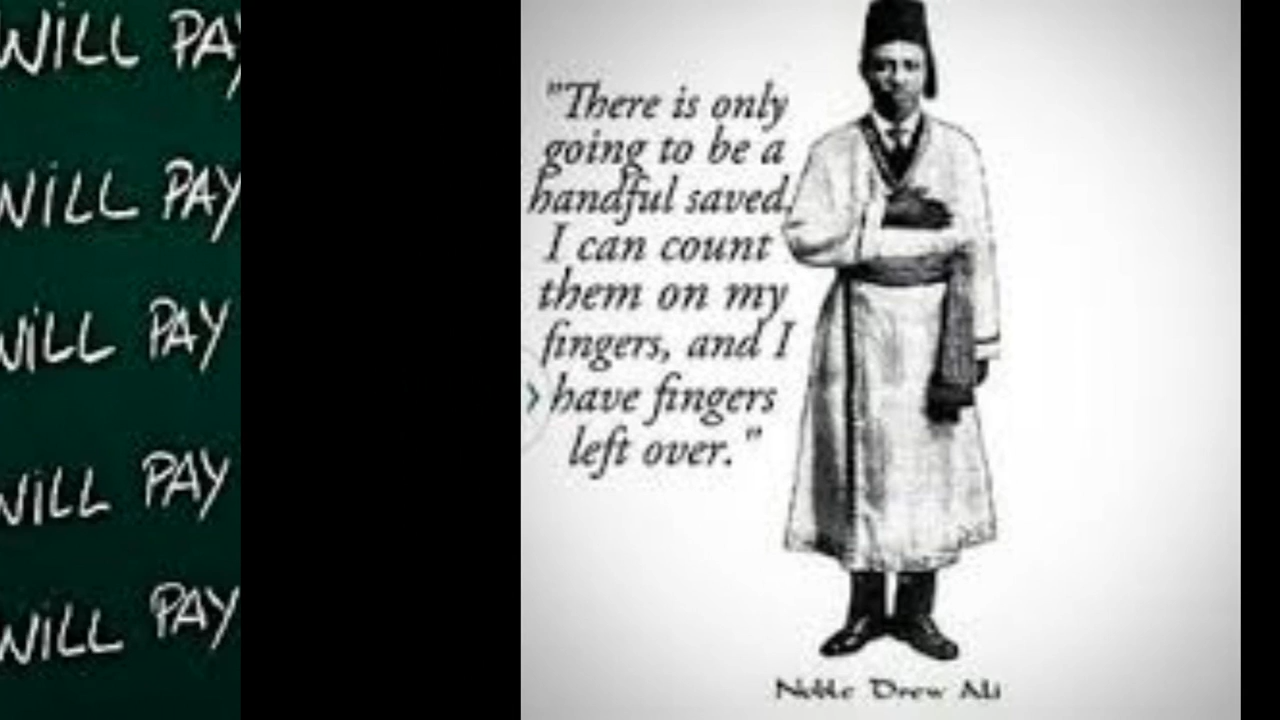 WiLL PAY
WiLL PAY
WiLL PAY
WiLL PAY
WiLL PAY
"There is only
going to be a
handful saved,
I can count
them on my
fingers, and I
have fingers
left over."
Noble Drew Ali